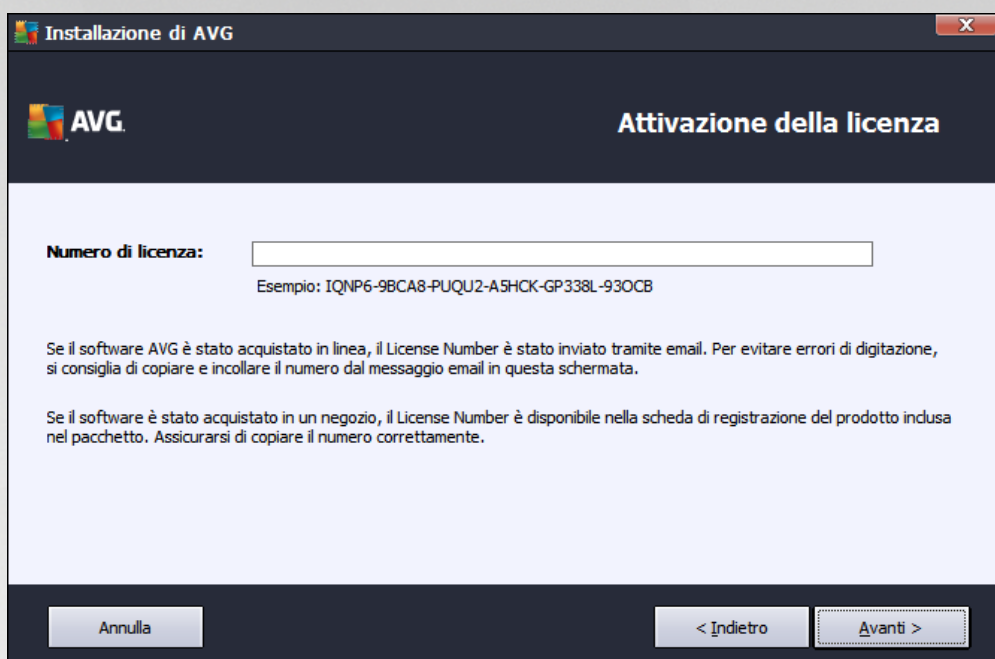 Installazione di AVG
AVG.
Attivazione della licenza
Numero di licenza:
Esempio: IQNP6-9BCA8-PUQU2-A5HCK-GP338L-93OCB
Se il software AVG è stato acquistato in linea, il License Number è stato inviato tramite email. Per evitare errori di digitazione,
si consiglia di copiare e incollare il numero dal messaggio email in questa schermata.
Se il software è stato acquistato in un negozio, il License Number è disponibile nella scheda di registrazione del prodotto inclusa
nel pacchetto. Assicurarsi di copiare il numero correttamente.
Annulla
< Indietro
Avanti >